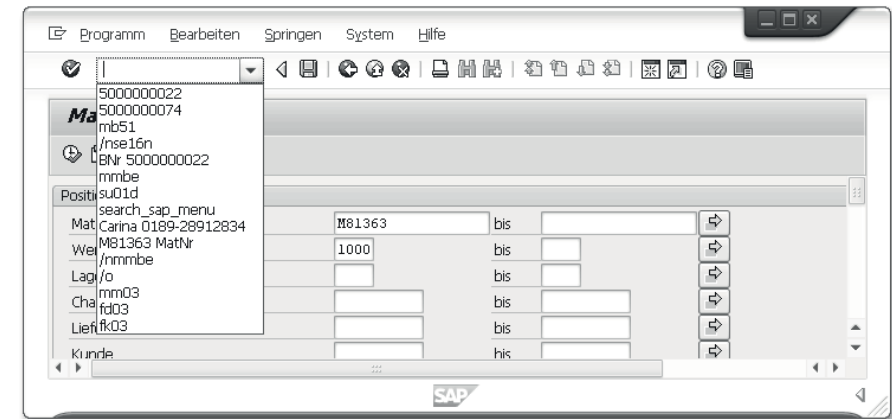 Programm Bearbeiten Springen System Hilfe
5000000022
5000000074
mb51
/nse16n
BNr 5000000022
mmbe
su01d
search_sap_menu
Carina 0189-28912834
M81363 MatNr
/nmmbe
/o
mm03
fd03
fk03
Ma
Positi
Mat M81363 bis
We 1000 bis
Lag bis
Cha bis
Lief bis
Kunde bis
SAP